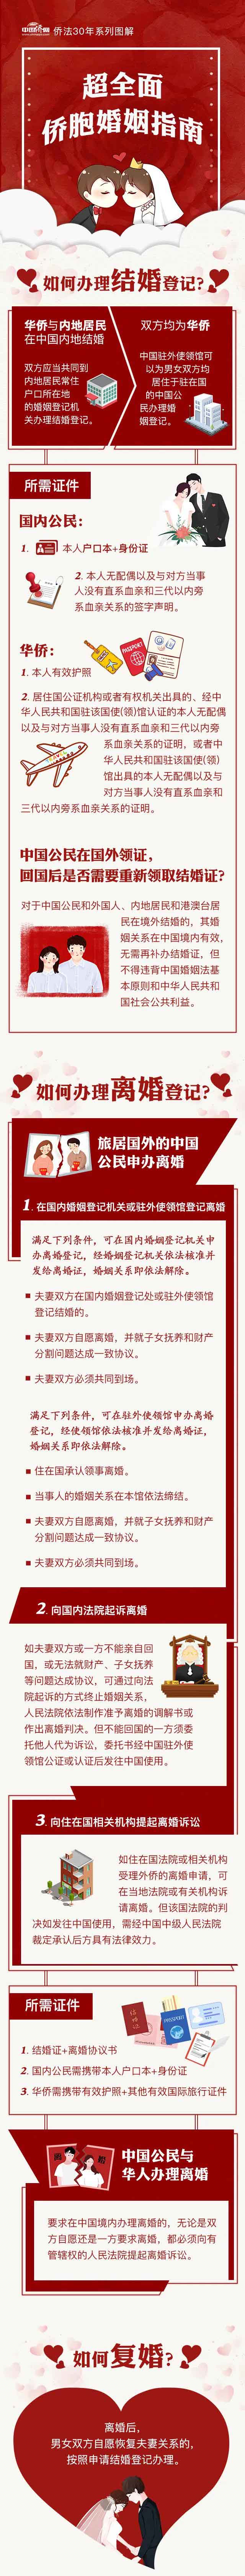 中国侨网 侨法30年系列图解
超全面
侨胞婚姻指南
如何办理结婚登记?
华侨与内地居民
在中国内地结婚
双方应当共同到
内地居民常住
户口所在地
的婚姻登记机
关办理结婚登记。
双方均为华侨
中国驻外使领馆可
以为男女双方均
居住于驻在国
的中国公
民办理婚
姻登记。
所需证件
国内公民：
1. 本人户口本+身份证
2. 本人无配偶以及与对方当事
人没有直系血亲和三代以内旁
系血亲关系的签字声明。
华侨：
PASSPORT
1. 本人有效护照
2. 居住国公证机构或者有权机关出具的、经中
华人民共和国驻该国使(领)馆认证的本人无配偶
以及与对方当事人没有直系血亲和三代以内旁
系血亲关系的证明，或者中
华人民共和国驻该国使(领)
馆出具的本人无配偶以及与
对方当事人没有直系血亲和
三代以内旁系血亲关系的证明。
中国公民在国外领证，
回国后是否需要重新领取结婚证?
对于中国公民和外国人、内地居民和港澳台居
民在境外结婚的，其婚
姻关系在中国境内有效，
无需再补办结婚证，但
不得违背中国婚姻法基
本原则和中华人民共和
国社会公共利益。
如何办理离婚登记?
旅居国外的中国
公民申办离婚
1. 在国内婚姻登记机关或驻外使领馆登记离婚
满足下列条件，可在国内婚姻登记机关申
办离婚登记，经婚姻登记机关依法核准并
发给离婚证，婚姻关系即依法解除。
夫妻双方在国内婚姻登记处或驻外使领馆
登记结婚的。
夫妻双方自愿离婚，并就子女抚养和财产
分割问题达成一致协议。
夫妻双方必须共同到场。
满足下列条件，可在驻外使领馆申办离婚
登记，经使领馆依法核准并发给离婚证，
婚姻关系即依法解除。
住在国承认领事离婚。
当事人的婚姻关系在本馆依法缔结。
夫妻双方自愿离婚，并就子女抚养和财产
分割问题达成一致协议。
夫妻双方必须共同到场。
2. 向国内法院起诉离婚
如夫妻双方或一方不能亲自回
国，或无法就财产、子女抚养
等问题达成协议，可通过向法
院起诉的方式终止婚姻关系，
人民法院依法制作准予离婚的调解书或
作出离婚判决。但不能回国的一方须委
托他人代为诉讼，委托书经中国驻外使
领馆公证或认证后发往中国使用。
3. 向住在国相关机构提起离婚诉讼
如住在国法院或相关机构
受理外侨的离婚申请，可
在当地法院或有关机构诉
请离婚。但该国法院的判
决如发往中国使用，需经中国中级人民法院
裁定承认后方具有法律效力。
所需证件
PASSPORT
1. 结婚证+离婚协议书
2. 国内公民需携带本人户口本+身份证
3. 华侨需携带有效护照+其他有效国际旅行证件
中国公民与
华人办理离婚
要求在中国境内办理离婚的，无论是双
方自愿还是一方要求离婚，都必须向有
管辖权的人民法院提起离婚诉讼。
如何复婚?
离婚后，
男女双方自愿恢复夫妻关系的，
按照申请结婚登记办理。